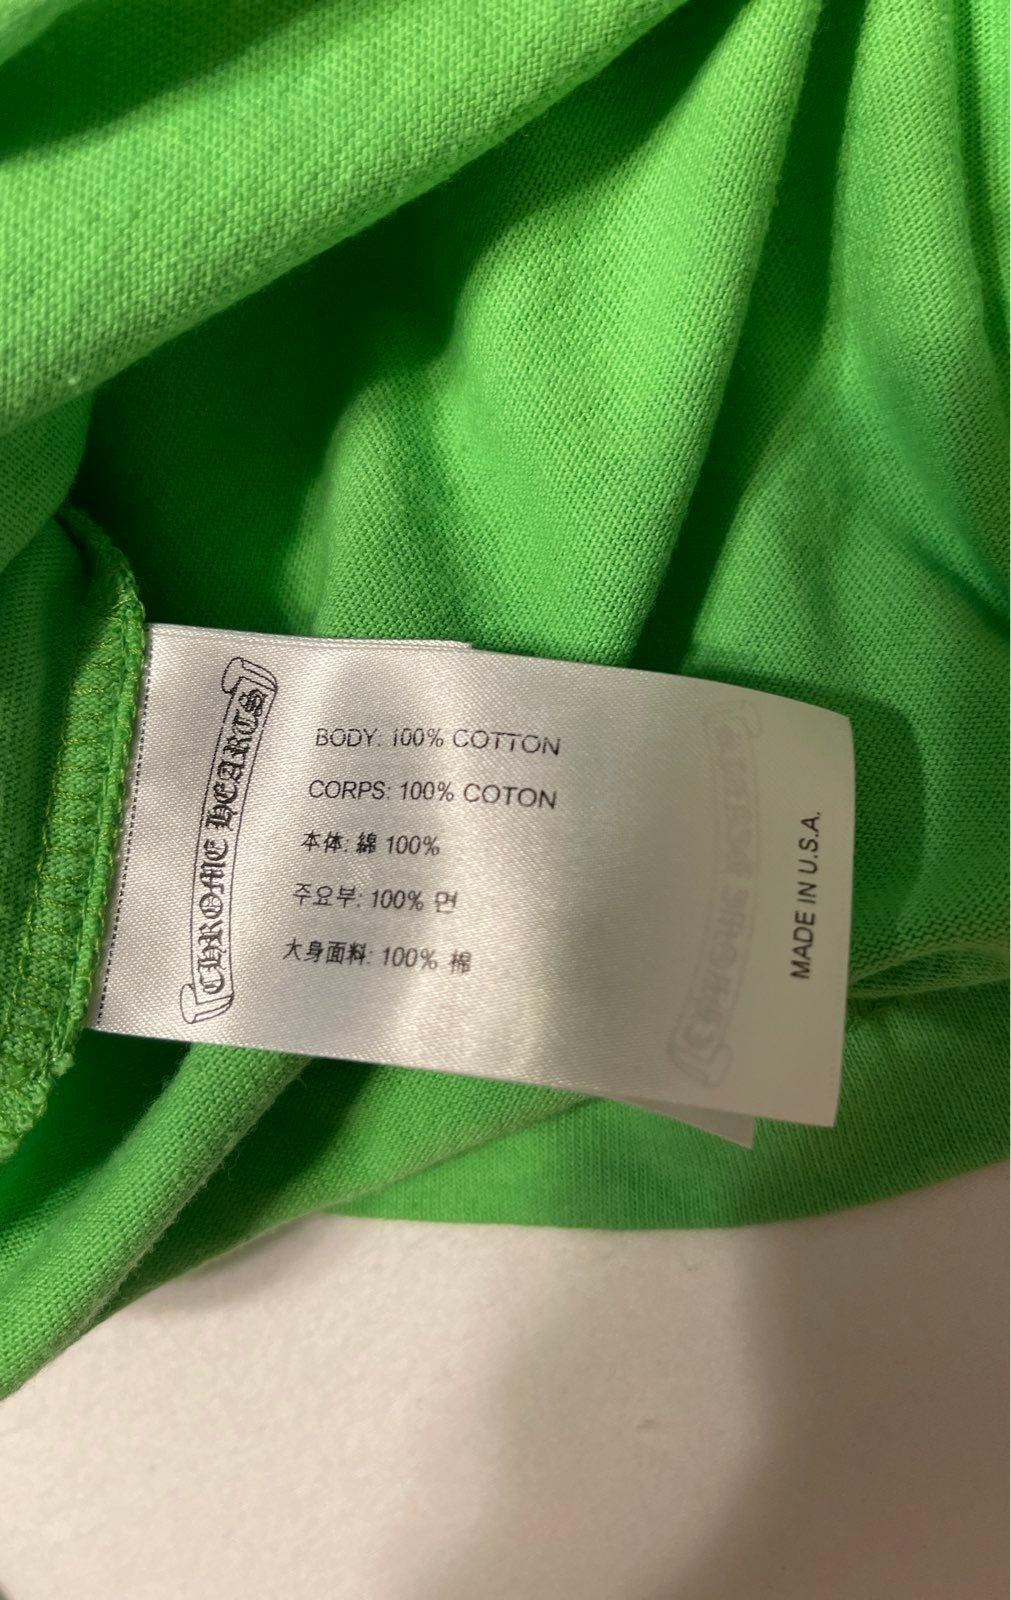 CHROME HEARTS
BODY: 100% COTTON
CORPS: 100% COTON
本体: 綿 100%
주요부: 100% 면
大身面料: 100% 棉
MADE IN U.S.A.